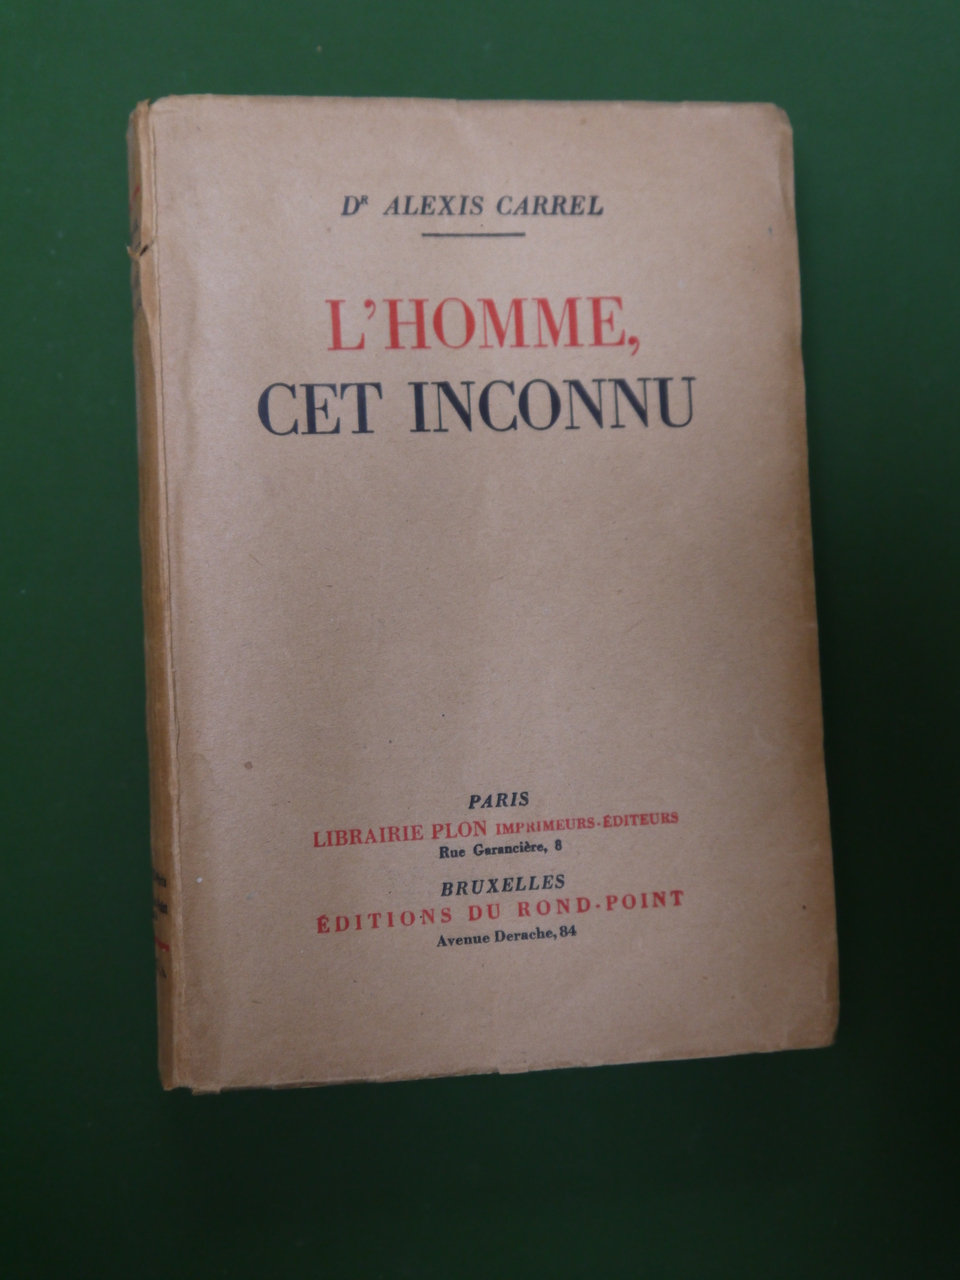 Dr ALEXIS CARREL
L'HOMME,
CET INCONNU
PARIS
LIBRAIRIE PLON IMPRIMEURS-ÉDITEURS
Rue Garancière, 8
BRUXELLES
ÉDITIONS DU ROND-POINT
Avenue Derache, 84